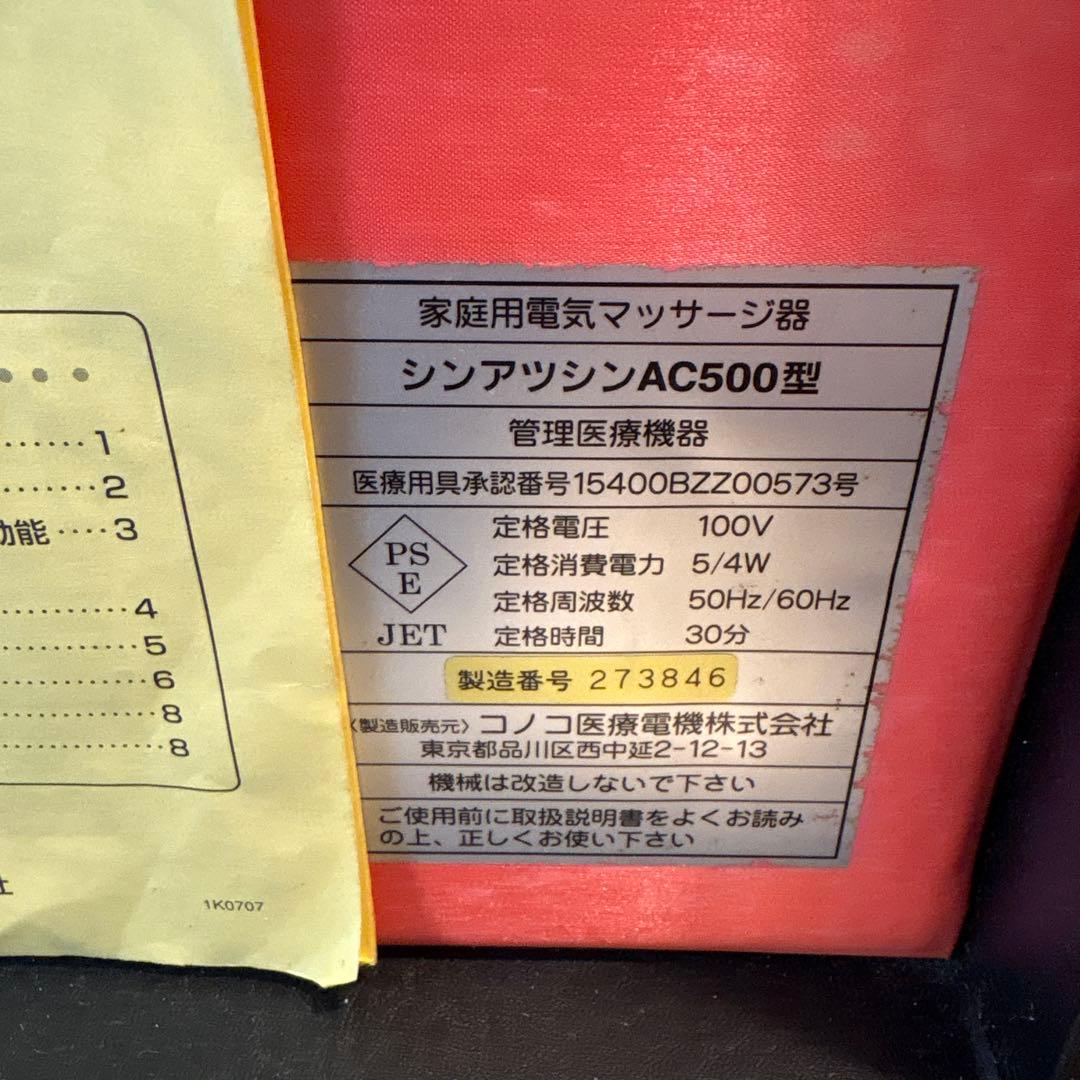 1
2
功能 3
4
5
6
8
8
社
1K0707
家庭用電気マッサージ器
シンアツシンAC500型
管理医療機器
医療用具承認番号15400BZZ00573号
PS
E
JET
定格電圧 100V
定格消費電力 5/4W
定格周波数 50Hz/60Hz
定格時間 30分
製造番号 273846
〈製造販売元〉コノコ医療電機株式会社
東京都品川区西中延2-12-13
機械は改造しないで下さい
ご使用前に取扱説明書をよくお読み
の上、正しくお使い下さい